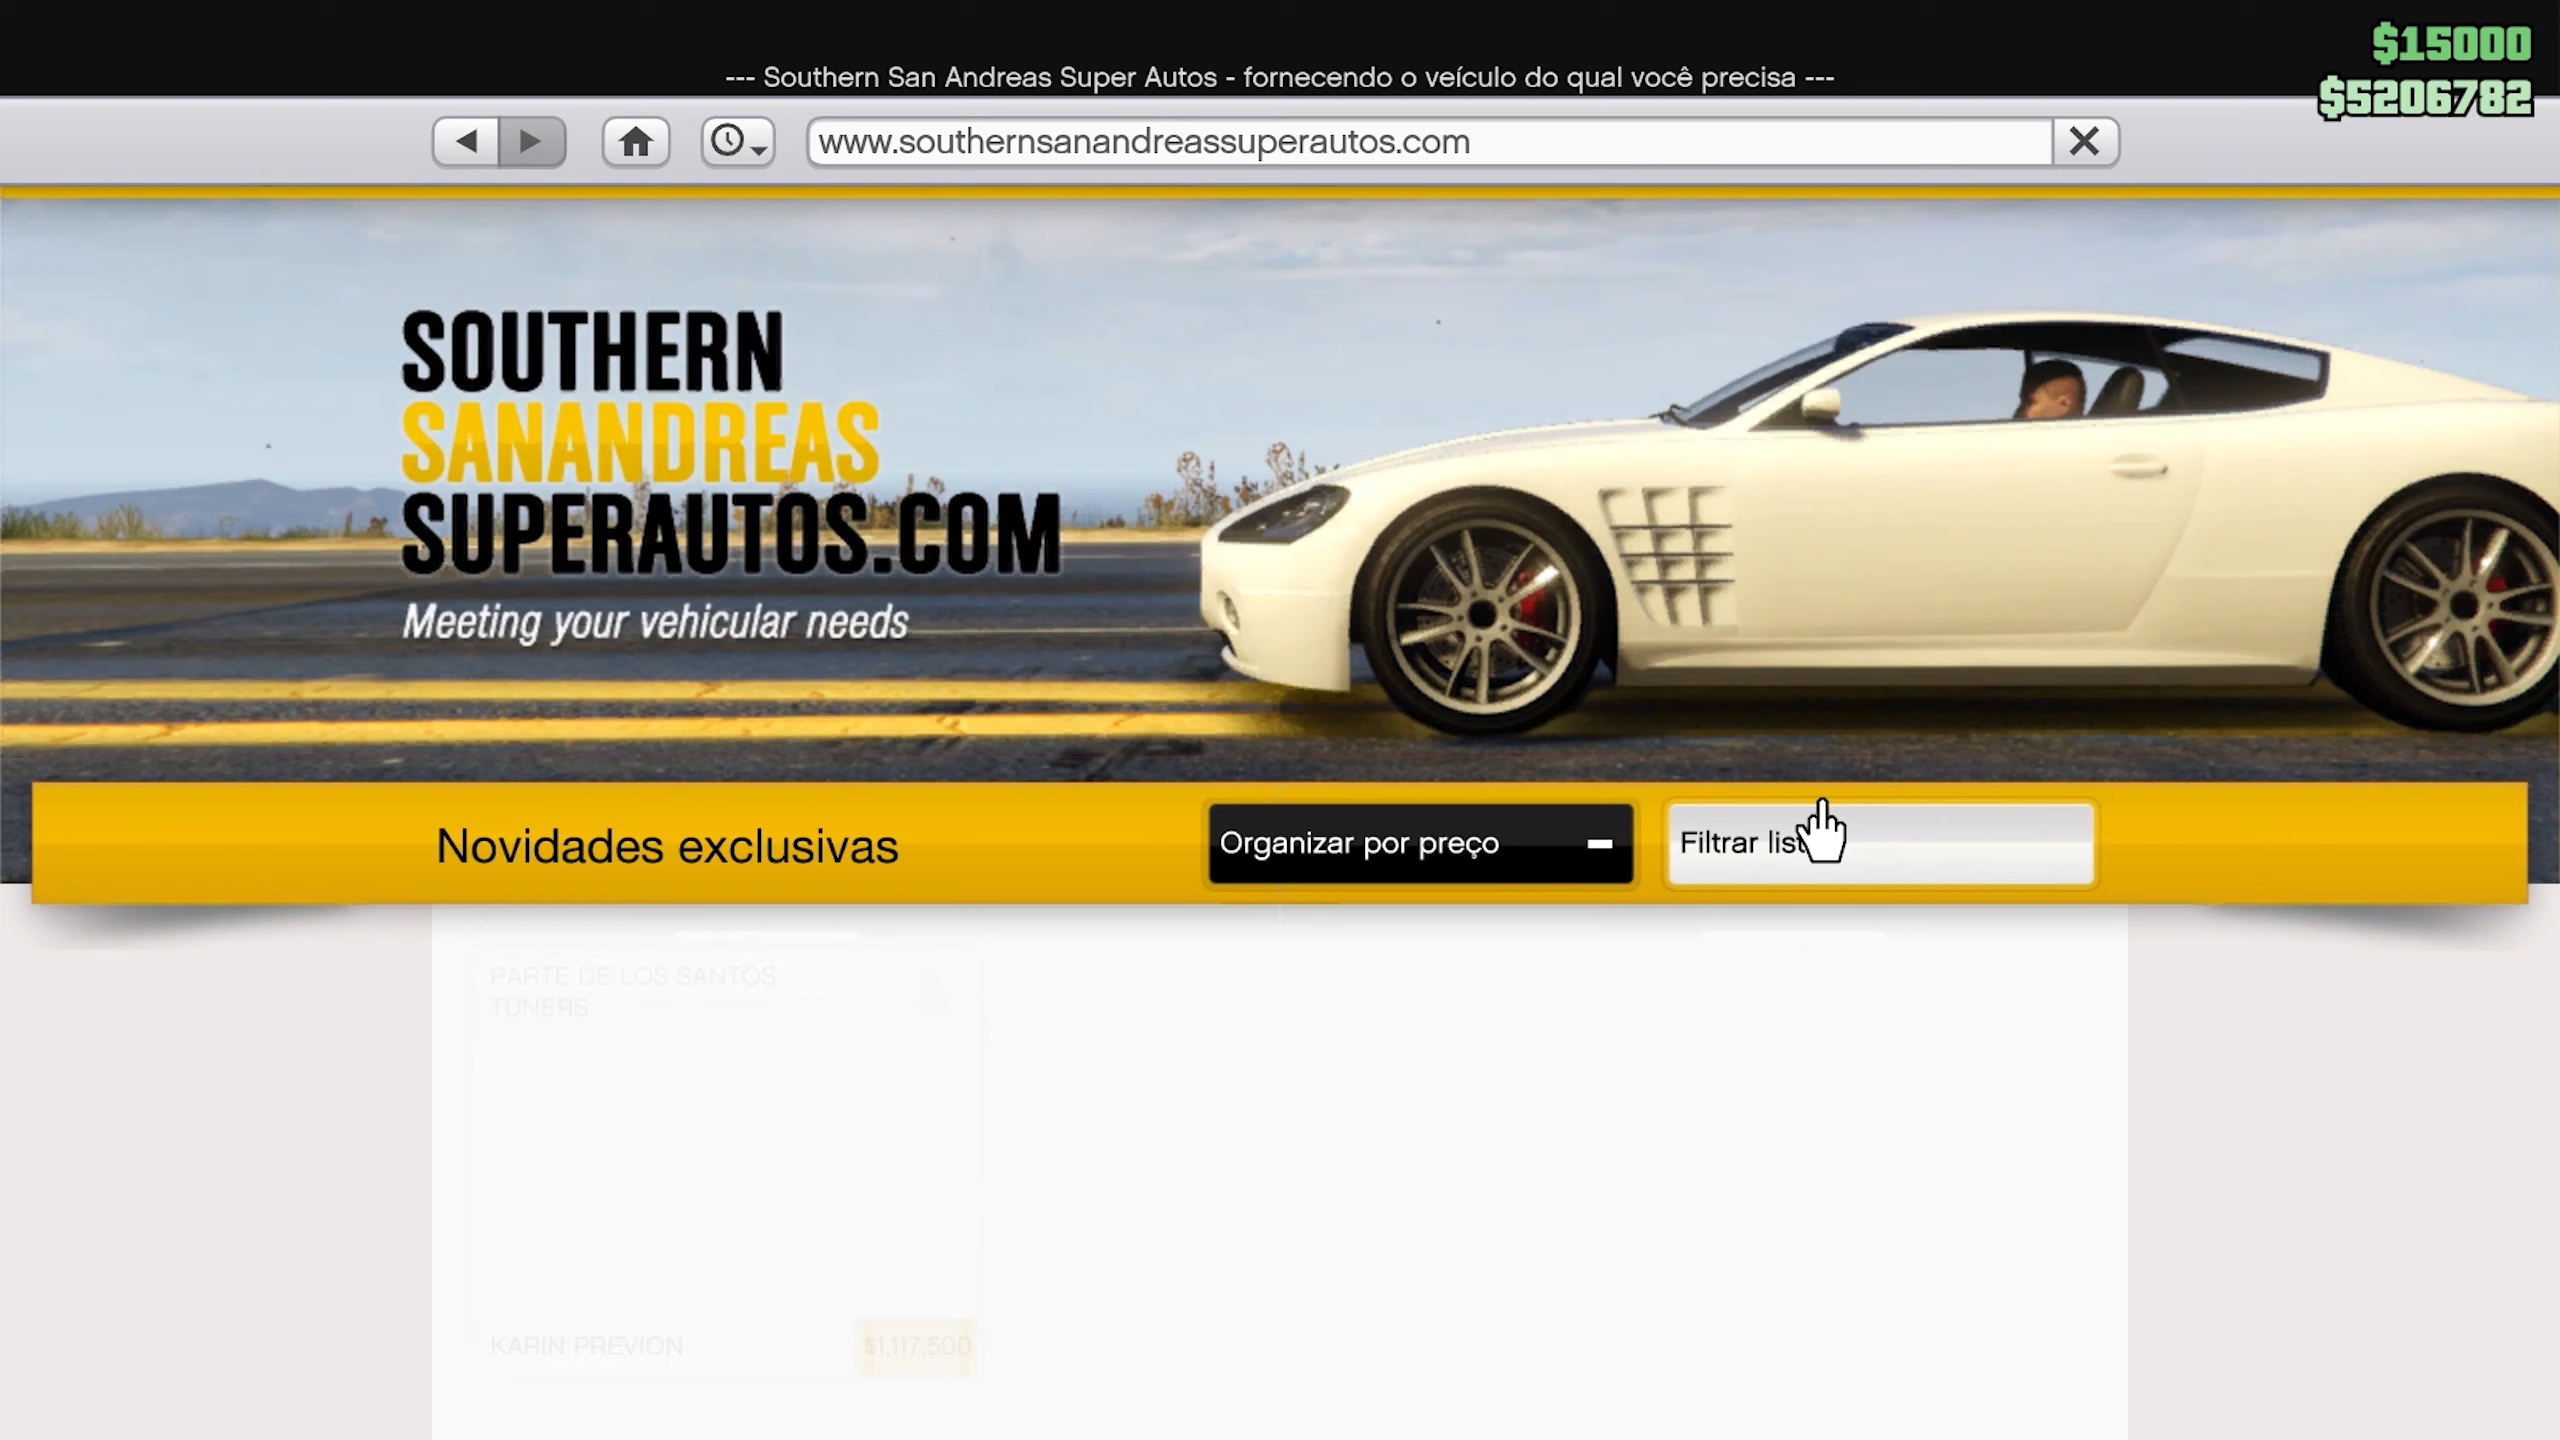 $15000
--- Southern San Andreas Super Autos - fornecendo o veículo do qual você precisa ---
$5206782
www.southernsanandreassuperautos.com
SOUTHERN
SANANDREAS
SUPERAUTOS.COM
Meeting your vehicular needs
Novidades exclusivas
Organizar por preço
Filtrar
PARTE DE LOS SANTOS
TUNERS
KARIN PREVION
$1,117,500